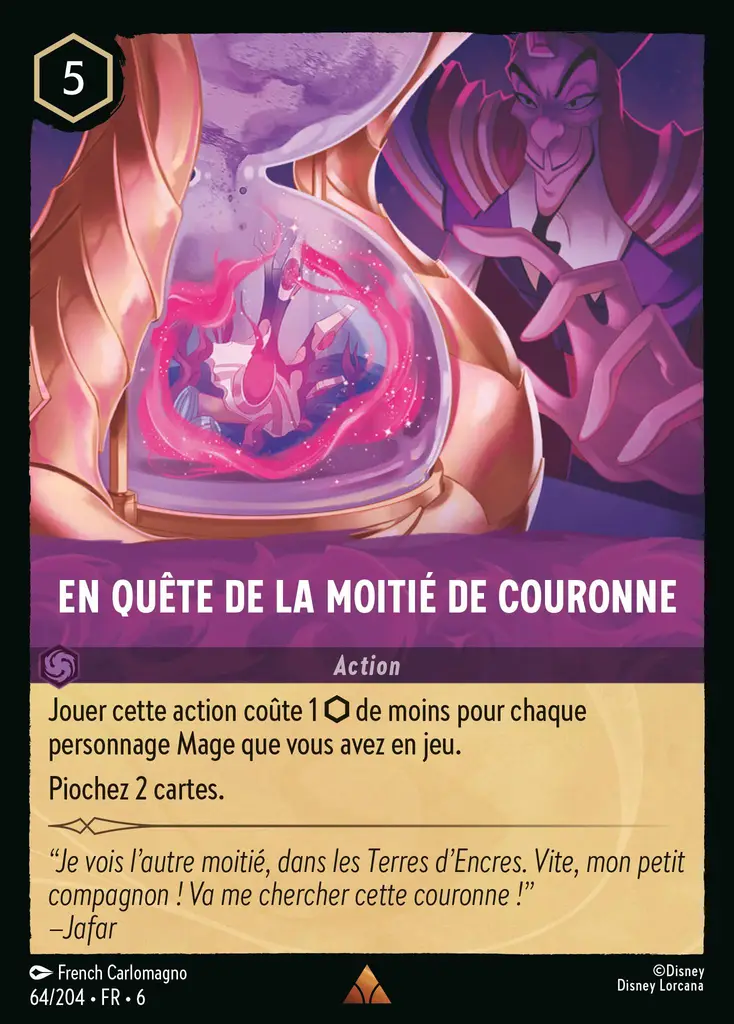 5
EN QUÊTE DE LA MOITIÉ DE COURONNE
Action
Jouer cette action coûte 1 de moins pour chaque
personnage Mage que vous avez en jeu.
Piochez 2 cartes.
“Je vois l’autre moitié, dans les Terres d’Encres. Vite, mon petit
compagnon ! Va me chercher cette couronne !”
–Jafar
French Carlomagno
64/204 • FR • 6
©Disney
Disney Lorcana